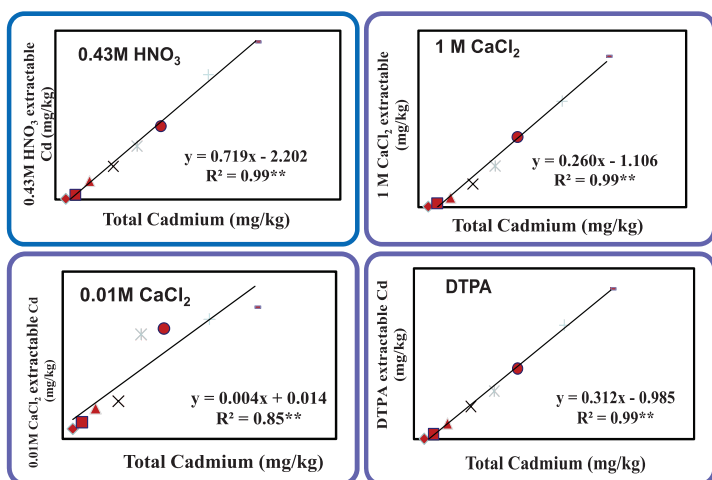 0.43M HNO₃
0.43M HNO₃ extractable
Cd (mg/kg)
y = 0.719x - 2.202
R² = 0.99**
Total Cadmium (mg/kg)
1 M CaCl₂
1 M CaCl₂ extractable
(mg/kg)
y = 0.260x - 1.106
R² = 0.99**
Total Cadmium (mg/kg)
0.01M CaCl₂
0.01M CaCl₂ extractable Cd
(mg/kg)
y = 0.004x + 0.014
R² = 0.85**
Total Cadmium (mg/kg)
DTPA
DTPA extractable Cd
(mg/kg)
y = 0.312x - 0.985
R² = 0.99**
Total Cadmium (mg/kg)